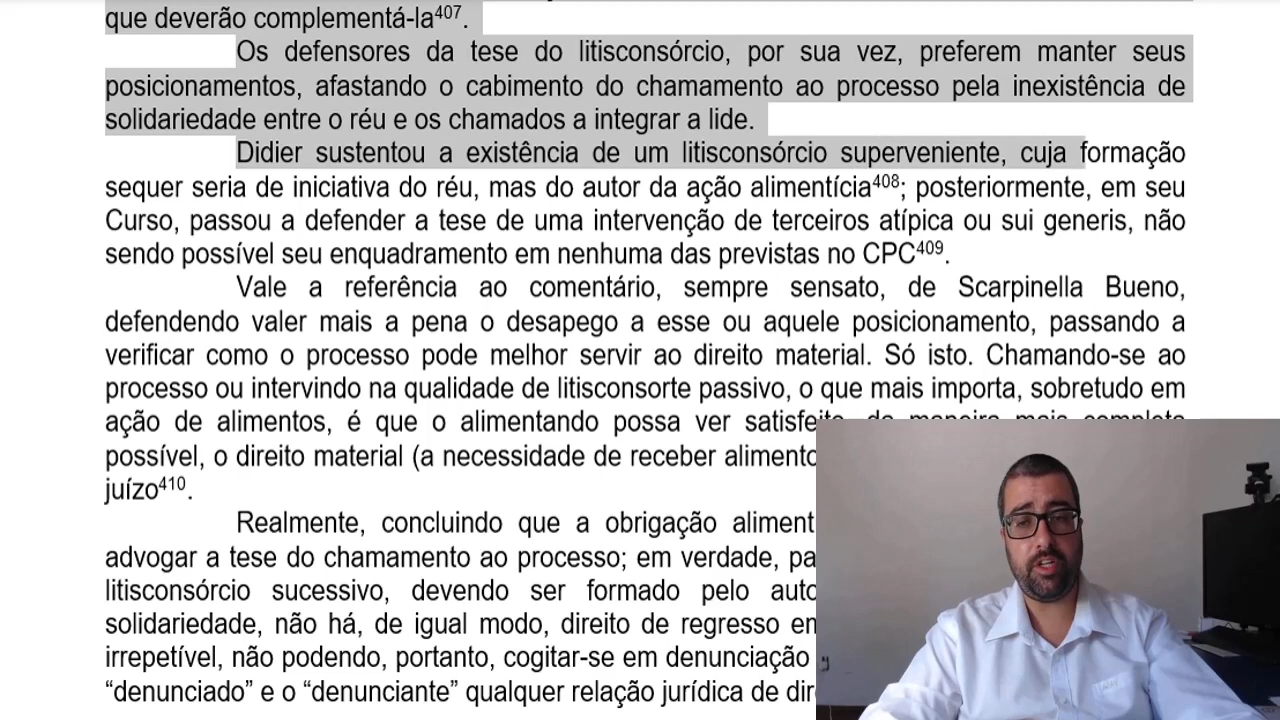 que deverão complementá-la407.
Os defensores da tese do litisconsórcio, por sua vez, preferem manter seus
posicionamentos, afastando o cabimento do chamamento ao processo pela inexistência de
solidariedade entre o réu e os chamados a integrar a lide.
Didier sustentou a existência de um litisconsórcio superveniente, cuja formação
sequer seria de iniciativa do réu, mas do autor da ação alimentícia408; posteriormente, em seu
Curso, passou a defender a tese de uma intervenção de terceiros atípica ou sui generis, não
sendo possível seu enquadramento em nenhuma das previstas no CPC409.
Vale a referência ao comentário, sempre sensato, de Scarpinella Bueno,
defendendo valer mais a pena o desapego a esse ou aquele posicionamento, passando a
verificar como o processo pode melhor servir ao direito material. Só isto. Chamando-se ao
processo ou intervindo na qualidade de litisconsorte passivo, o que mais importa, sobretudo em
ação de alimentos, é que o alimentando possa ver satisfeito, da maneira mais completa
possível, o direito material (a necessidade de receber
juízo410.
Realmente, concluindo que a obrigação
advogar a tese do chamamento ao processo; em verdade,
litisconsórcio sucessivo, devendo ser formado pelo
solidariedade, não há, de igual modo, direito de regresso
irrepetível, não podendo, portanto, cogitar-se em denunciação
“denunciado” e o “denunciante” qualquer relação jurídica de